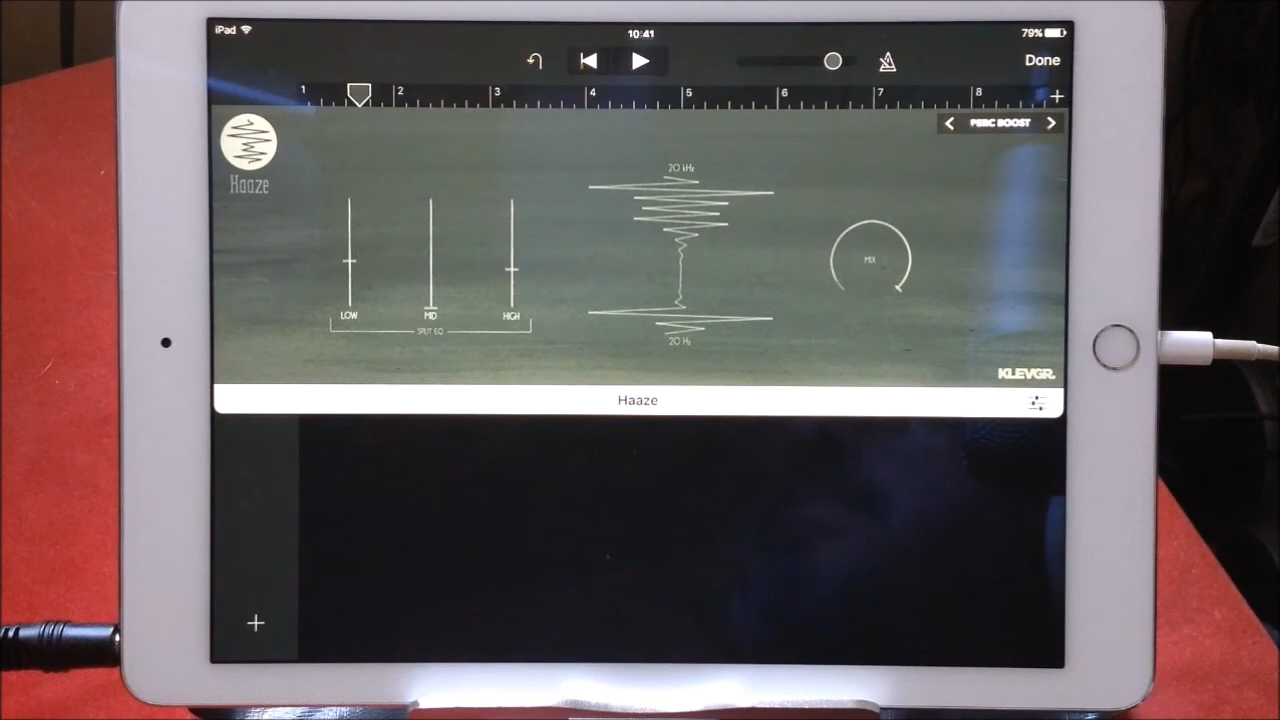 iPad 10:41 79%
Done
1 2 3 4 5 6 7 8 +
PERC BOOST
Haaze
20 kHz
MIX
LOW MID HIGH
SPLIT EQ
20 Hz
KLEVGR.
Haaze
+